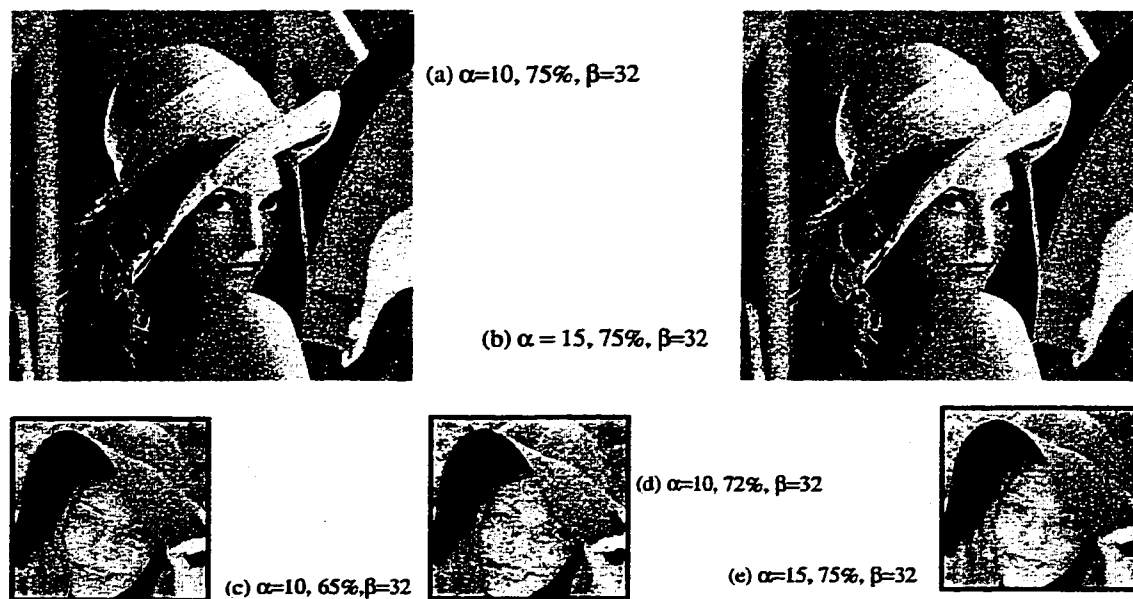 (a) α=10, 75%, β=32
(b) α = 15, 75%, β=32
(d) α=10, 72%, β=32
(c) α=10, 65%,β=32
(e) α=15, 75%, β=32